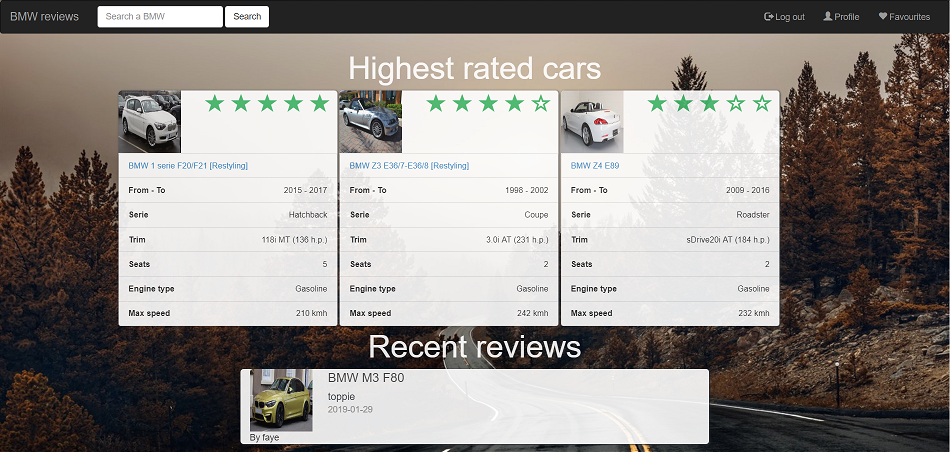 BMW reviews Search a BMW Search Log out Profile Favourites
Highest rated cars
BMW 1 serie F20/F21 [Restyling]
From - To 2015 - 2017
Serie Hatchback
Trim 118i MT (136 h.p.)
Seats 5
Engine type Gasoline
Max speed 210 kmh
BMW Z3 E36/7-E36/8 [Restyling]
From - To 1998 - 2002
Serie Coupe
Trim 3.0i AT (231 h.p.)
Seats 2
Engine type Gasoline
Max speed 242 kmh
BMW Z4 E89
From - To 2009 - 2016
Serie Roadster
Trim sDrive20i AT (184 h.p.)
Seats 2
Engine type Gasoline
Max speed 232 kmh
Recent reviews
BMW M3 F80
toppie
2019-01-29
By faye